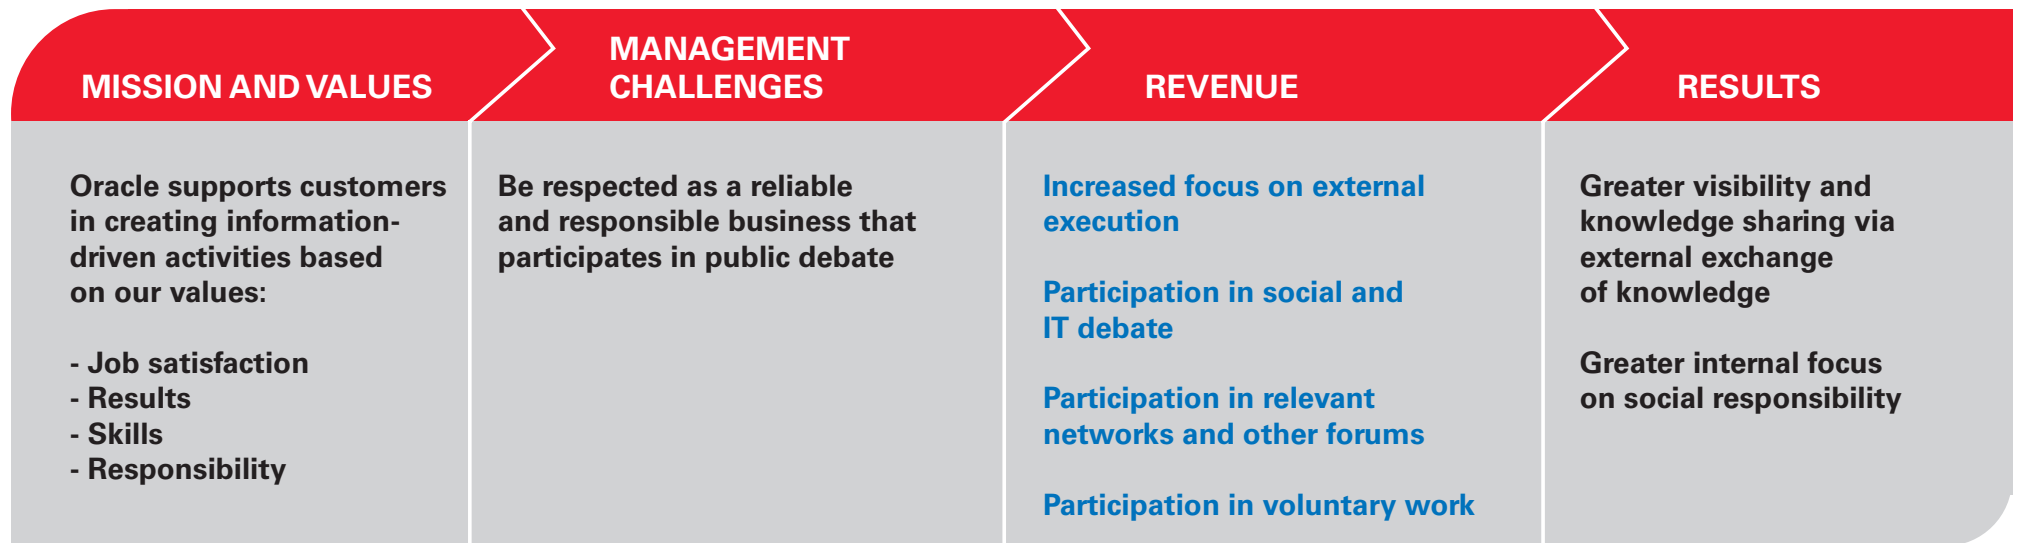 MISSION AND VALUES
Oracle supports customers
in creating information-
driven activities based
on our values:
- Job satisfaction
- Results
- Skills
- Responsibility
MANAGEMENT
CHALLENGES
Be respected as a reliable
and responsible business that
participates in public debate
REVENUE
Increased focus on external
execution
Participation in social and
IT debate
Participation in relevant
networks and other forums
Participation in voluntary work
RESULTS
Greater visibility and
knowledge sharing via
external exchange
of knowledge
Greater internal focus
on social responsibility